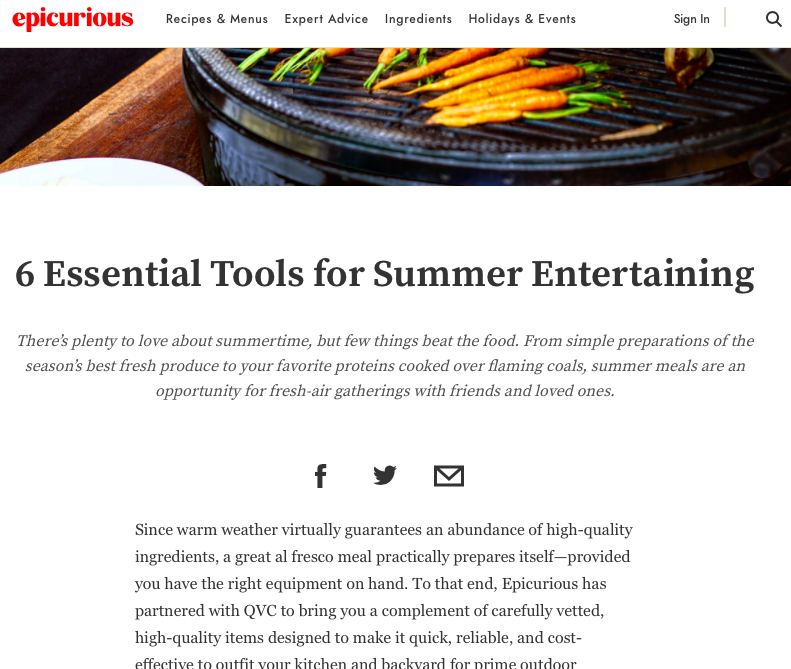 epicurious
Recipes & Menus Expert Advice Ingredients Holidays & Events Sign In
6 Essential Tools for Summer Entertaining
There’s plenty to love about summertime, but few things beat the food. From simple preparations of the
season’s best fresh produce to your favorite proteins cooked over flaming coals, summer meals are an
opportunity for fresh-air gatherings with friends and loved ones.
Since warm weather virtually guarantees an abundance of high-quality
ingredients, a great al fresco meal practically prepares itself—provided
you have the right equipment on hand. To that end, Epicurious has
partnered with QVC to bring you a complement of carefully vetted,
high-quality items designed to make it quick, reliable, and cost-
effective to outfit your kitchen and backyard for prime outdoor